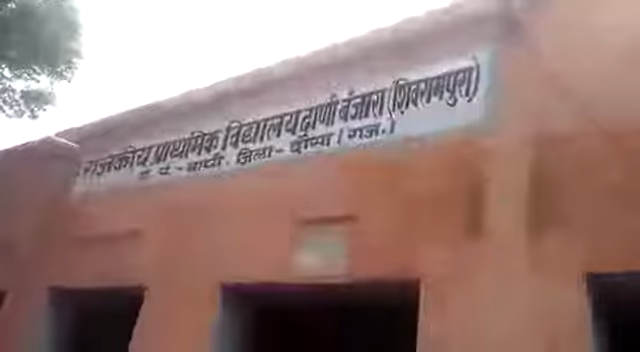 राजकीय प्राथमिक विद्यालय ढाणी बंजारा (शिवरामपुरा)
ग्रा. पं.- बापी, जिला- दौसा (राज.)